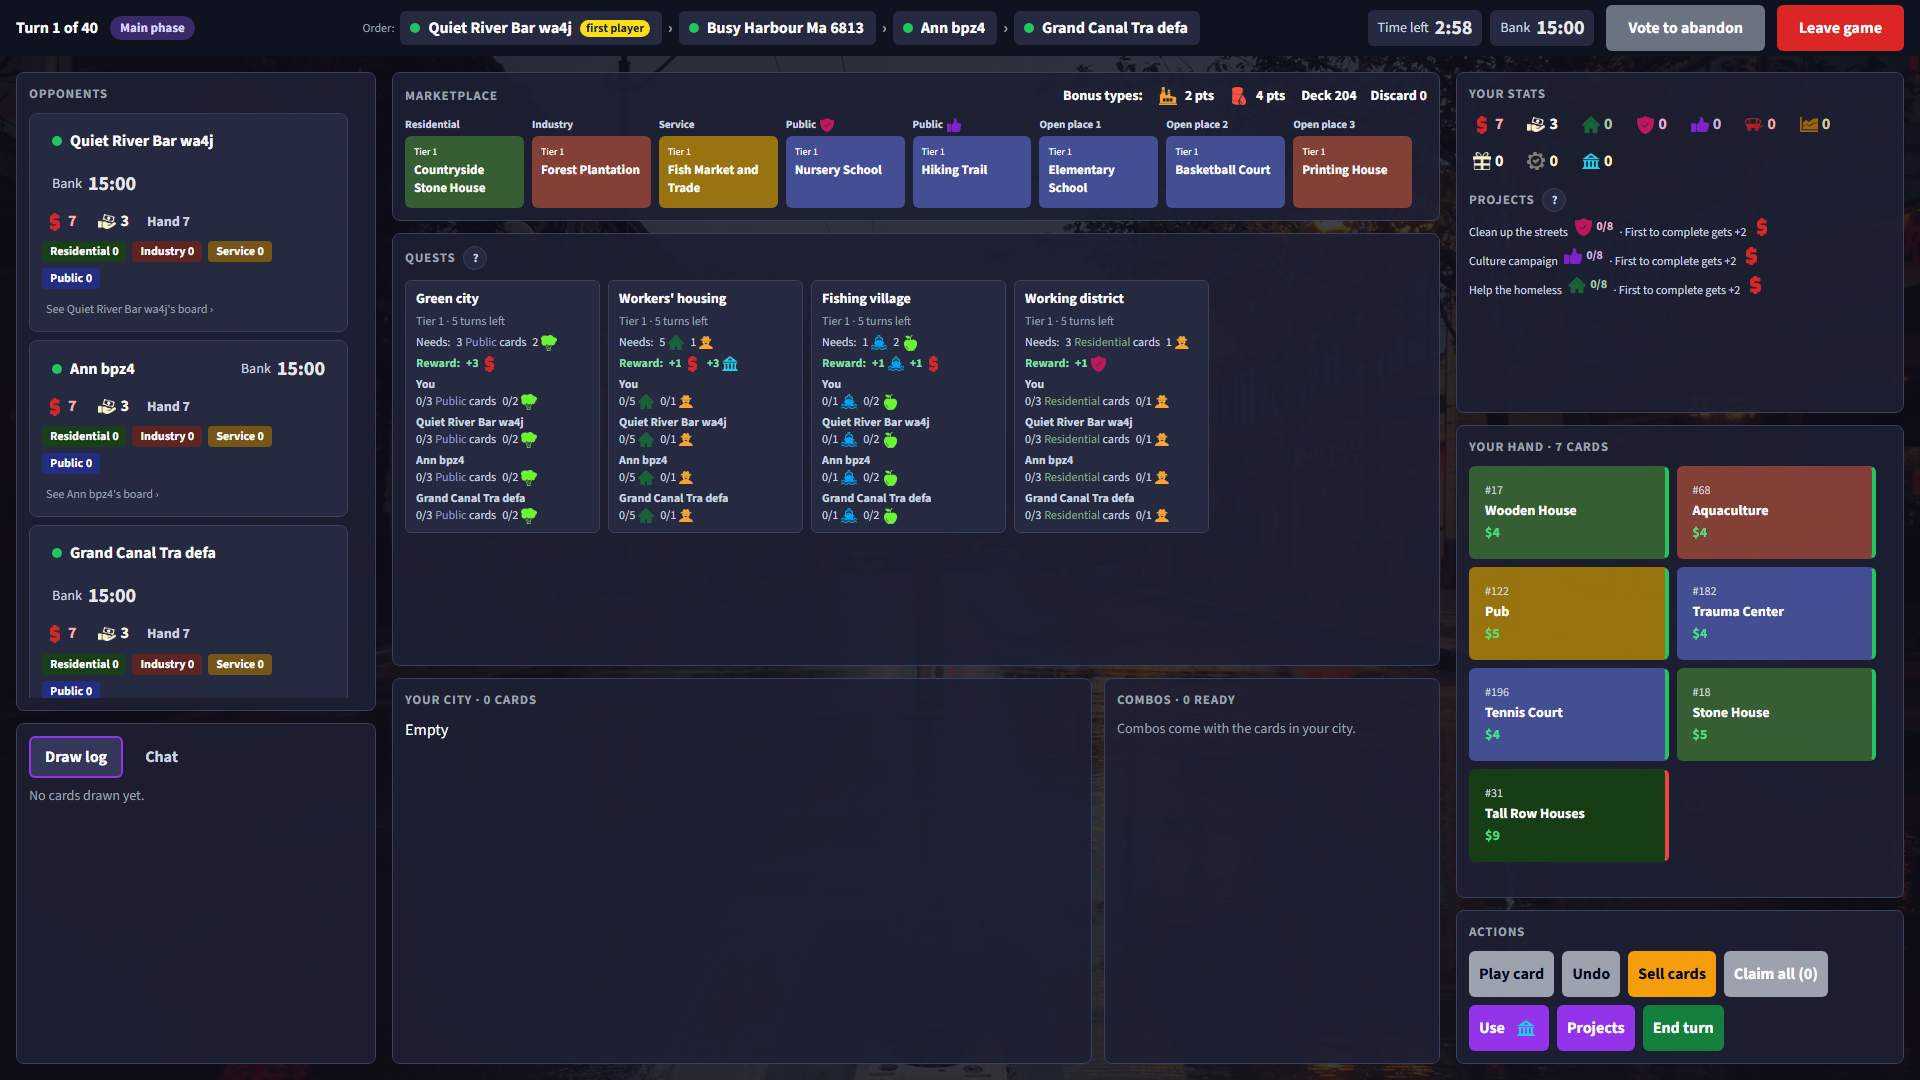 Turn 1 of 40 Main phase
Order: Quiet River Bar wa4j first player › Busy Harbour Ma 6813 › Ann bpz4 › Grand Canal Tra defa
Time left 2:58 Bank 15:00 Vote to abandon Leave game
OPPONENTS
Quiet River Bar wa4j
Bank 15:00
7 3 Hand 7
Residential 0 Industry 0 Service 0
Public 0
See Quiet River Bar wa4j's board ›
Ann bpz4 Bank 15:00
7 3 Hand 7
Residential 0 Industry 0 Service 0
Public 0
See Ann bpz4's board ›
Grand Canal Tra defa
Bank 15:00
7 3 Hand 7
Residential 0 Industry 0 Service 0
Public 0
Draw log Chat
No cards drawn yet.
MARKETPLACE
Bonus types: 2 pts 4 pts Deck 204 Discard 0
Residential
Tier 1
Countryside
Stone House
Industry
Tier 1
Forest Plantation
Service
Tier 1
Fish Market and
Trade
Public
Tier 1
Nursery School
Public
Tier 1
Hiking Trail
Open place 1
Tier 1
Elementary
School
Open place 2
Tier 1
Basketball Court
Open place 3
Tier 1
Printing House
QUESTS ?
Green city
Tier 1 · 5 turns left
Needs: 3 Public cards 2
Reward: +3
You
0/3 Public cards 0/2
Quiet River Bar wa4j
0/3 Public cards 0/2
Ann bpz4
0/3 Public cards 0/2
Grand Canal Tra defa
0/3 Public cards 0/2
Workers' housing
Tier 1 · 5 turns left
Needs: 5 1
Reward: +1 +3
You
0/5 0/1
Quiet River Bar wa4j
0/5 0/1
Ann bpz4
0/5 0/1
Grand Canal Tra defa
0/5 0/1
Fishing village
Tier 1 · 5 turns left
Needs: 1 2
Reward: +1 +1
You
0/1 0/2
Quiet River Bar wa4j
0/1 0/2
Ann bpz4
0/1 0/2
Grand Canal Tra defa
0/1 0/2
Working district
Tier 1 · 5 turns left
Needs: 3 Residential cards 1
Reward: +1
You
0/3 Residential cards 0/1
Quiet River Bar wa4j
0/3 Residential cards 0/1
Ann bpz4
0/3 Residential cards 0/1
Grand Canal Tra defa
0/3 Residential cards 0/1
YOUR CITY · 0 CARDS
Empty
COMBOS · 0 READY
Combos come with the cards in your city.
YOUR STATS
7 3 0 0 0 0 0
0 0 0
PROJECTS ?
Clean up the streets 0/8 · First to complete gets +2
Culture campaign 0/8 · First to complete gets +2
Help the homeless 0/8 · First to complete gets +2
YOUR HAND · 7 CARDS
#17
Wooden House
$4
#68
Aquaculture
$4
#122
Pub
$5
#182
Trauma Center
$4
#196
Tennis Court
$4
#18
Stone House
$5
#31
Tall Row Houses
$9
ACTIONS
Play card Undo Sell cards Claim all (0)
Use Projects End turn